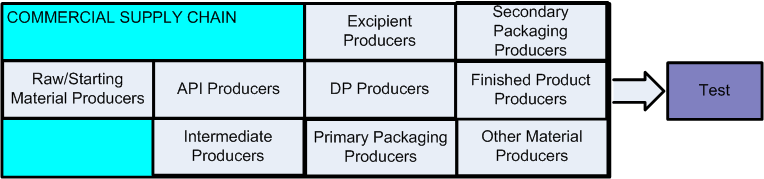 COMMERCIAL SUPPLY CHAIN
Excipient
Producers
Secondary
Packaging
Producers
Raw/Starting
Material Producers
API Producers
DP Producers
Finished Product
Producers
Test
Intermediate
Producers
Primary Packaging
Producers
Other Material
Producers